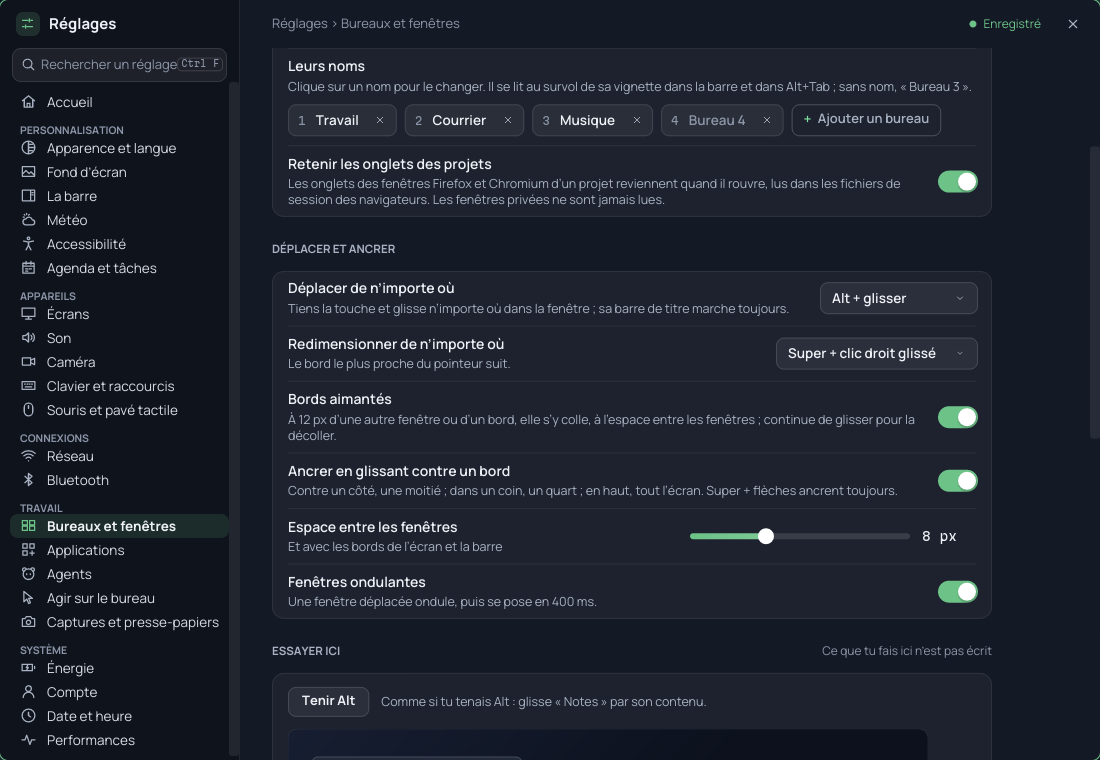 Réglages
Réglages › Bureaux et fenêtres
Enregistré
Rechercher un réglage
Ctrl F
Accueil
PERSONNALISATION
Apparence et langue
Fond d'écran
La barre
Météo
Accessibilité
Agenda et tâches
APPAREILS
Écrans
Son
Caméra
Clavier et raccourcis
Souris et pavé tactile
CONNEXIONS
Réseau
Bluetooth
TRAVAIL
Bureaux et fenêtres
Applications
Agents
Agir sur le bureau
Captures et presse-papiers
SYSTÈME
Énergie
Compte
Date et heure
Performances
Leurs noms
Clique sur un nom pour le changer. Il se lit au survol de sa vignette dans la barre et dans Alt+Tab ; sans nom, « Bureau 3 ».
1 Travail ×
2 Courrier ×
3 Musique ×
4 Bureau 4 ×
+ Ajouter un bureau
Retenir les onglets des projets
Les onglets des fenêtres Firefox et Chromium d’un projet reviennent quand il rouvre, lus dans les fichiers de
session des navigateurs. Les fenêtres privées ne sont jamais lues.
DÉPLACER ET ANCRER
Déplacer de n’importe où
Tiens la touche et glisse n’importe où dans la fenêtre ; sa barre de titre marche toujours.
Alt + glisser
Redimensionner de n’importe où
Le bord le plus proche du pointeur suit.
Super + clic droit glissé
Bords aimantés
À 12 px d’une autre fenêtre ou d’un bord, elle s’y colle, à l’espace entre les fenêtres ; continue de glisser pour la
décoller.
Ancrer en glissant contre un bord
Contre un côté, une moitié ; dans un coin, un quart ; en haut, tout l’écran. Super + flèches ancrent toujours.
Espace entre les fenêtres
Et avec les bords de l’écran et la barre
8 px
Fenêtres ondulantes
Une fenêtre déplacée ondule, puis se pose en 400 ms.
ESSAYER ICI
Ce que tu fais ici n’est pas écrit
Tenir Alt
Comme si tu tenais Alt : glisse « Notes » par son contenu.